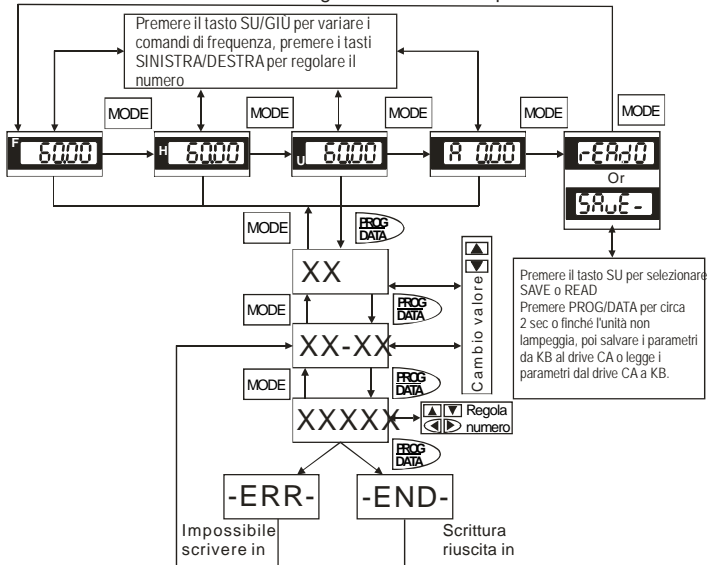 Premere il tasto SU/GIÙ per variare i
comandi di frequenza, premere i tasti
SINISTRA/DESTRA per regolare il
numero
MODE
MODE
MODE
MODE
MODE
F 60.00
H 60.00
U 60.00
A 0.00
rEAd0
Or
SAuE-
MODE
PROG
DATA
XX
MODE
PROG
DATA
XX-XX
MODE
PROG
DATA
XXXXX
PROG
DATA
Cambio valore
Regola
numero
Premere il tasto SU per selezionare
SAVE o READ
Premere PROG/DATA per circa
2 sec o finché l'unità non
lampeggia, poi salvare i parametri
da KB al drive CA o legge i
parametri dal drive CA a KB.
-ERR-
-END-
Impossibile
scrivere in
Scrittura
riuscita in